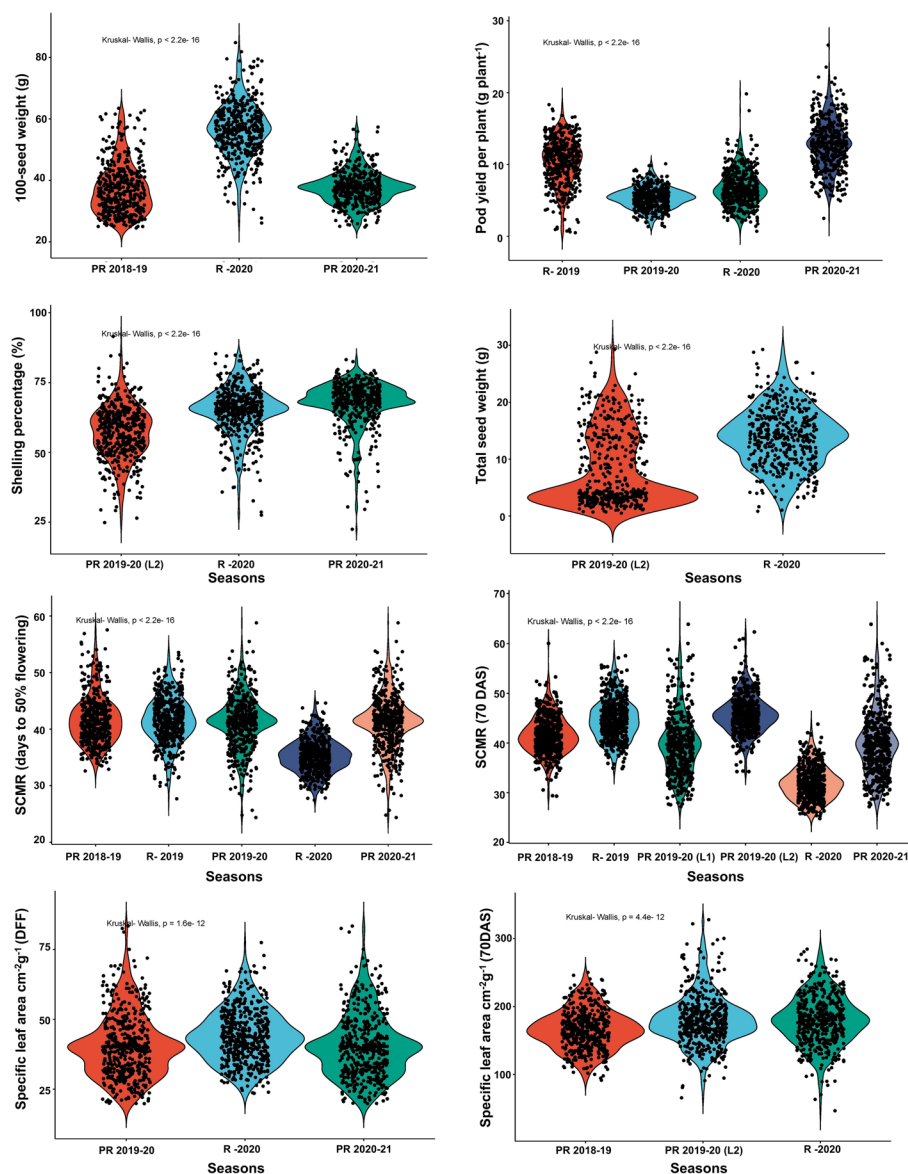 100-seed weight (g)
Kruskal- Wallis, p < 2.2e- 16
80
60
40
20
PR 2018-19 R -2020 PR 2020-21
Pod yield per plant (g plant-1)
Kruskal- Wallis, p < 2.2e- 16
30
20
10
0
R- 2019 PR 2019-20 R -2020 PR 2020-21
Shelling percentage (%)
Kruskal- Wallis, p < 2.2e- 16
100
75
50
25
PR 2019-20 (L2) R -2020 PR 2020-21
Seasons
Total seed weight (g)
Kruskal- Wallis, p < 2.2e- 16
30
20
10
0
PR 2019-20 (L2) R -2020
Seasons
SCMR (days to 50% flowering)
Kruskal- Wallis, p < 2.2e- 16
60
50
40
30
20
PR 2018-19 R- 2019 PR 2019-20 R -2020 PR 2020-21
Seasons
SCMR (70 DAS)
Kruskal- Wallis, p < 2.2e- 16
70
60
50
40
30
20
PR 2018-19 R- 2019 PR 2019-20 (L1) PR 2019-20 (L2) R -2020 PR 2020-21
Seasons
Specific leaf area cm-2g-1 (DFF)
Kruskal- Wallis, p = 1.6e- 12
75
50
25
PR 2019-20 R -2020 PR 2020-21
Seasons
Specific leaf area cm-2g-1 (70DAS)
Kruskal- Wallis, p = 4.4e- 12
300
200
100
PR 2018-19 PR 2019-20 (L2) R -2020
Seasons